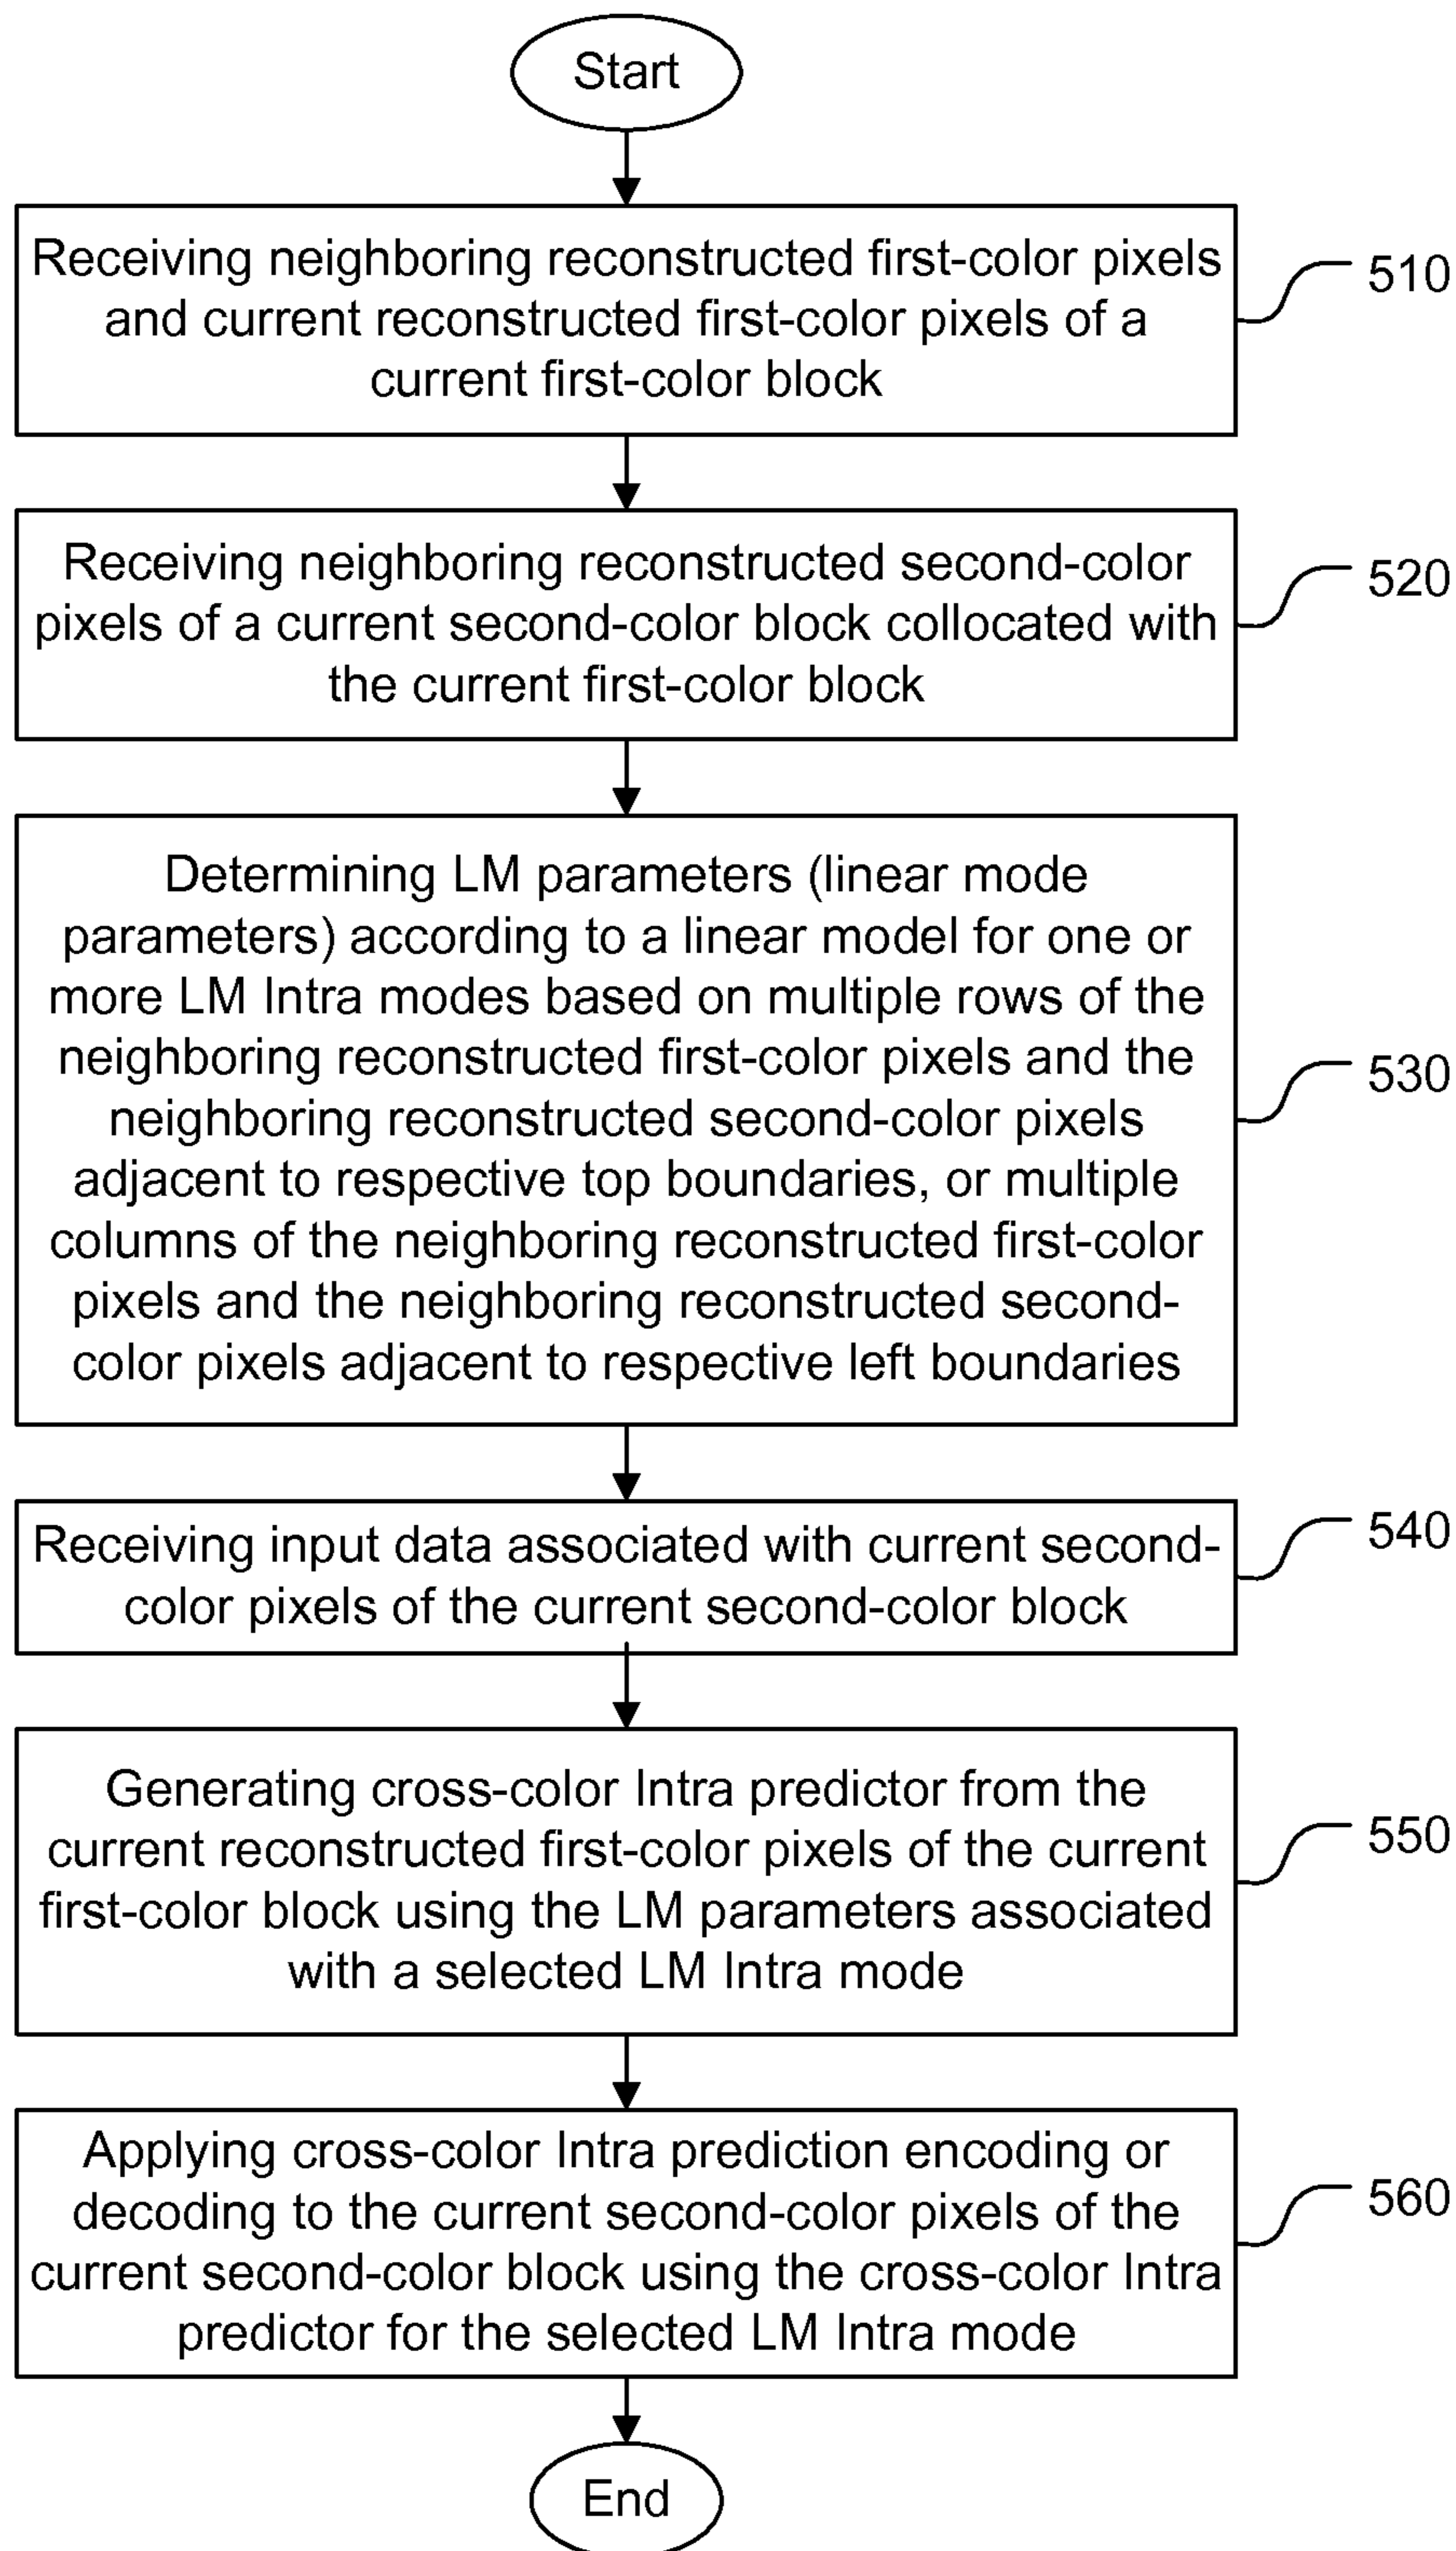 Start
Receiving neighboring reconstructed first-color pixels
and current reconstructed first-color pixels of a
current first-color block
510
Receiving neighboring reconstructed second-color
pixels of a current second-color block collocated with
the current first-color block
520
Determining LM parameters (linear mode
parameters) according to a linear model for one or
more LM Intra modes based on multiple rows of the
neighboring reconstructed first-color pixels and the
neighboring reconstructed second-color pixels
adjacent to respective top boundaries, or multiple
columns of the neighboring reconstructed first-color
pixels and the neighboring reconstructed second-
color pixels adjacent to respective left boundaries
530
Receiving input data associated with current second-
color pixels of the current second-color block
540
Generating cross-color Intra predictor from the
current reconstructed first-color pixels of the current
first-color block using the LM parameters associated
with a selected LM Intra mode
550
Applying cross-color Intra prediction encoding or
decoding to the current second-color pixels of the
current second-color block using the cross-color Intra
predictor for the selected LM Intra mode
560
End